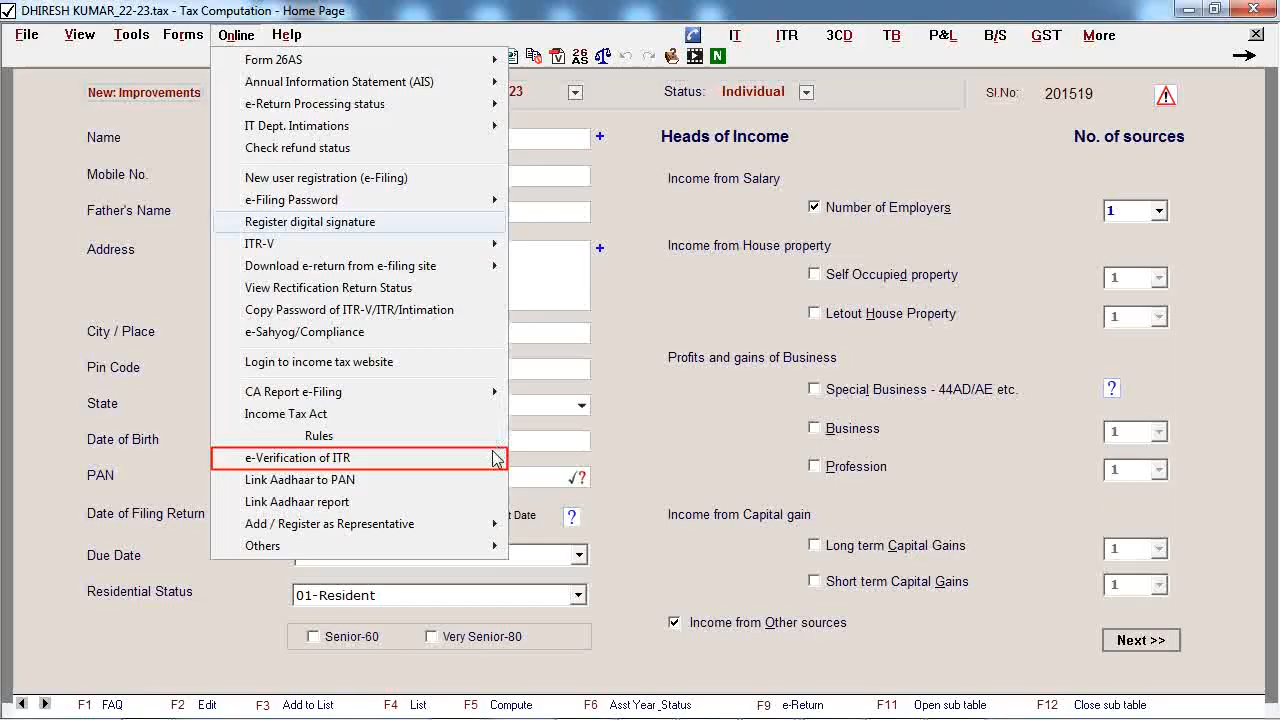 DHIRESH KUMAR_22-23.tax - Tax Computation - Home Page
File View Tools Forms Online Help IT ITR 3CD TB P&L B/S GST More
26
AS
N
New: Improvements
23
Status: Individual
Sl.No: 201519
Form 26AS
Annual Information Statement (AIS)
e-Return Processing status
IT Dept. Intimations
Check refund status
New user registration (e-Filing)
e-Filing Password
Register digital signature
ITR-V
Download e-return from e-filing site
View Rectification Return Status
Copy Password of ITR-V/ITR/Intimation
e-Sahyog/Compliance
Login to income tax website
CA Report e-Filing
Income Tax Act
Rules
e-Verification of ITR
Link Aadhaar to PAN
Link Aadhaar report
Add / Register as Representative
Others
Name
Mobile No.
Father's Name
Address
City / Place
Pin Code
State
Date of Birth
PAN
√?
Date of Filing Return
t Date ?
Due Date
Residential Status 01-Resident
Senior-60 Very Senior-80
Heads of Income No. of sources
Income from Salary
Number of Employers 1
Income from House property
Self Occupied property 1
Letout House Property 1
Profits and gains of Business
Special Business - 44AD/AE etc. ?
Business 1
Profession 1
Income from Capital gain
Long term Capital Gains 1
Short term Capital Gains 1
Income from Other sources
Next >>
F1 FAQ F2 Edit F3 Add to List F4 List F5 Compute F6 Asst Year_Status F9 e-Return F11 Open sub table F12 Close sub table